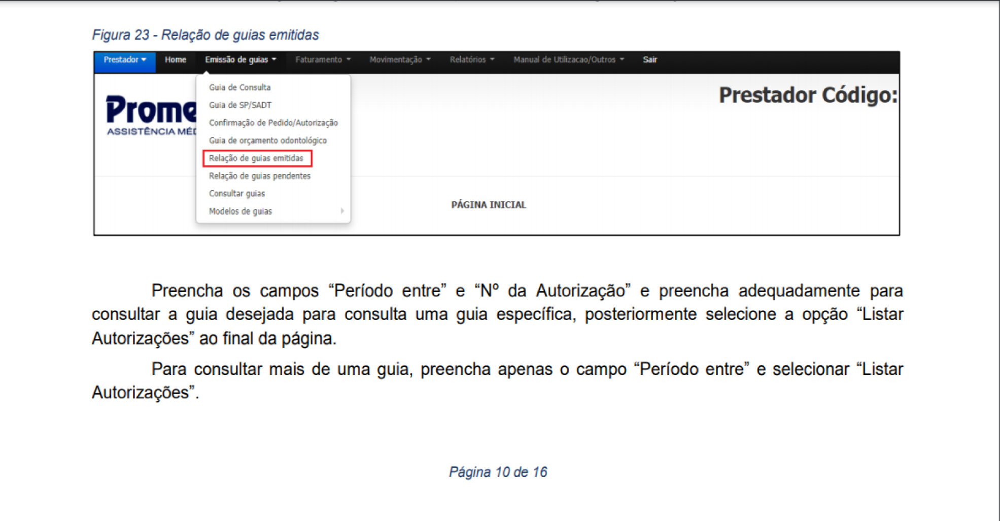 Figura 23 - Relação de guias emitidas
Prestador Home Emissão de guias Faturamento Movimentação Relatórios Manual de Utilizacao/Outros Sair
Guia de Consulta
Prestador Código:
Guia de SP/SADT
Prome
Confirmação de Pedido/Autorização
ASSISTÊNCIA MÉD
Guia de orçamento odontológico
Relação de guias emitidas
Relação de guias pendentes
Consultar guias
PÁGINA INICIAL
Modelos de guias
Preencha os campos “Período entre” e “Nº da Autorização” e preencha adequadamente para
consultar a guia desejada para consulta uma guia específica, posteriormente selecione a opção “Listar
Autorizações” ao final da página.
Para consultar mais de uma guia, preencha apenas o campo “Período entre” e selecionar “Listar
Autorizações”.
Página 10 de 16